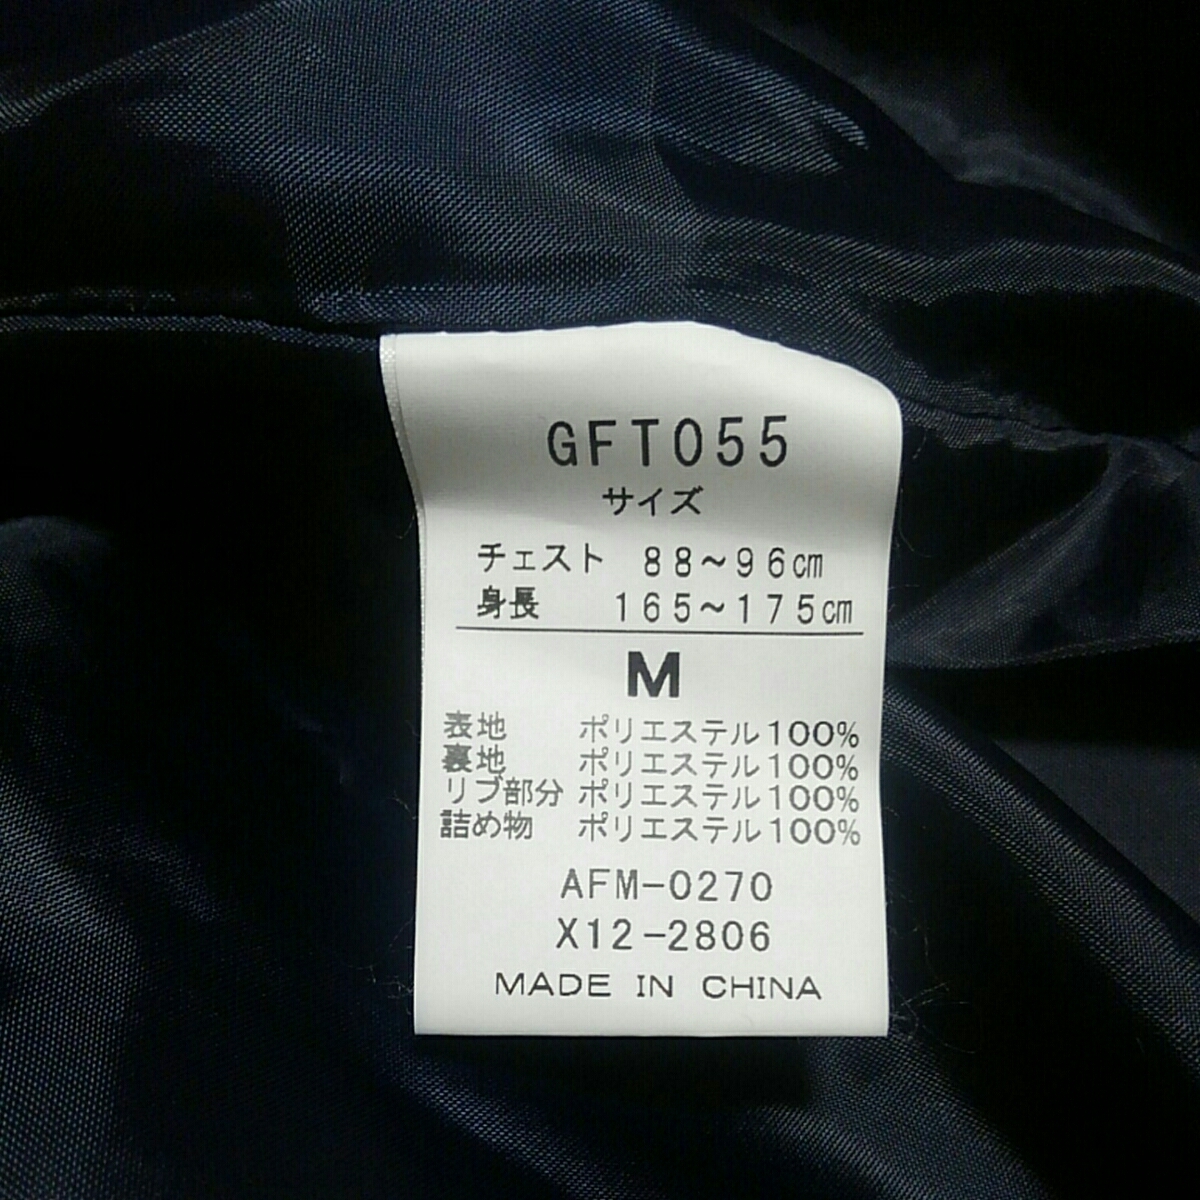 GFT055
サイズ
チェスト 88～96cm
身長 165～175cm
M
表地 ポリエステル100%
裏地 ポリエステル100%
リブ部分 ポリエステル100%
詰め物 ポリエステル100%
AFM-0270
X12-2806
MADE IN CHINA